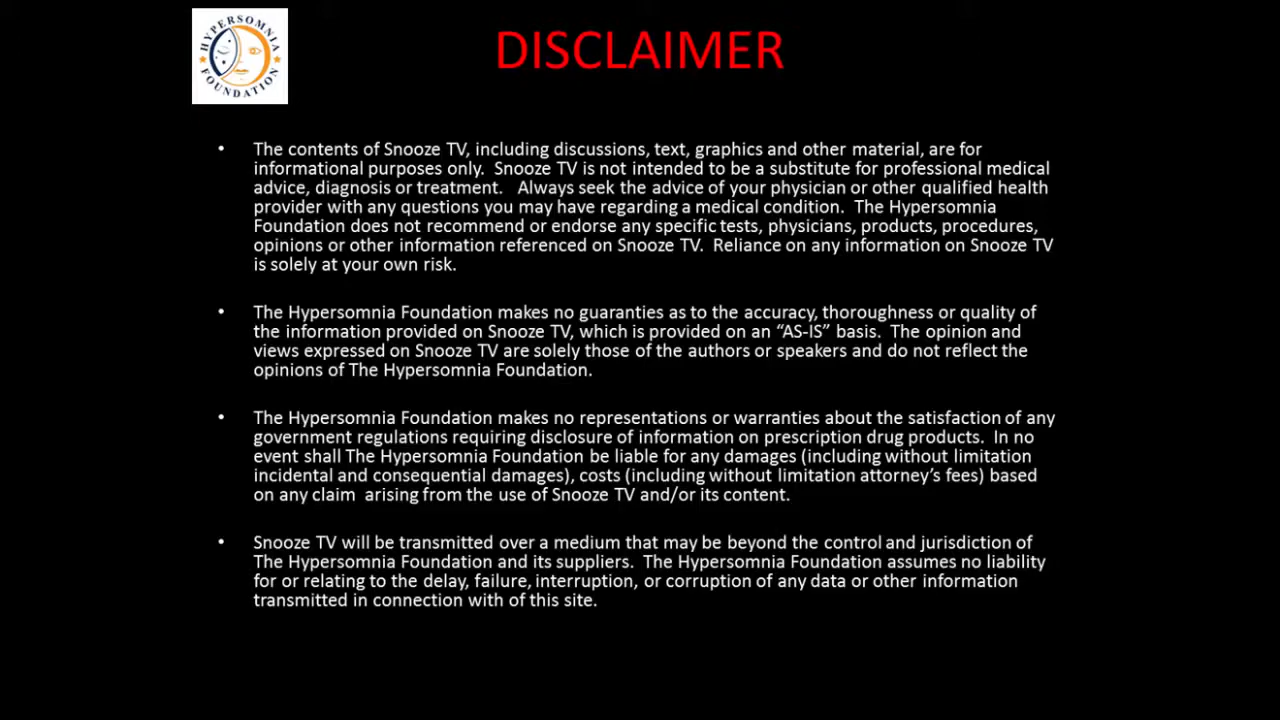 HYPERSOMNIA
FOUNDATION
DISCLAIMER
• The contents of Snooze TV, including discussions, text, graphics and other material, are for
informational purposes only.  Snooze TV is not intended to be a substitute for professional medical
advice, diagnosis or treatment.   Always seek the advice of your physician or other qualified health
provider with any questions you may have regarding a medical condition.  The Hypersomnia
Foundation does not recommend or endorse any specific tests, physicians, products, procedures,
opinions or other information referenced on Snooze TV.  Reliance on any information on Snooze TV
is solely at your own risk.
• The Hypersomnia Foundation makes no guaranties as to the accuracy, thoroughness or quality of
the information provided on Snooze TV, which is provided on an “AS-IS” basis.  The opinion and
views expressed on Snooze TV are solely those of the authors or speakers and do not reflect the
opinions of The Hypersomnia Foundation.
• The Hypersomnia Foundation makes no representations or warranties about the satisfaction of any
government regulations requiring disclosure of information on prescription drug products.  In no
event shall The Hypersomnia Foundation be liable for any damages (including without limitation
incidental and consequential damages), costs (including without limitation attorney’s fees) based
on any claim  arising from the use of Snooze TV and/or its content.
• Snooze TV will be transmitted over a medium that may be beyond the control and jurisdiction of
The Hypersomnia Foundation and its suppliers.  The Hypersomnia Foundation assumes no liability
for or relating to the delay, failure, interruption, or corruption of any data or other information
transmitted in connection with of this site.